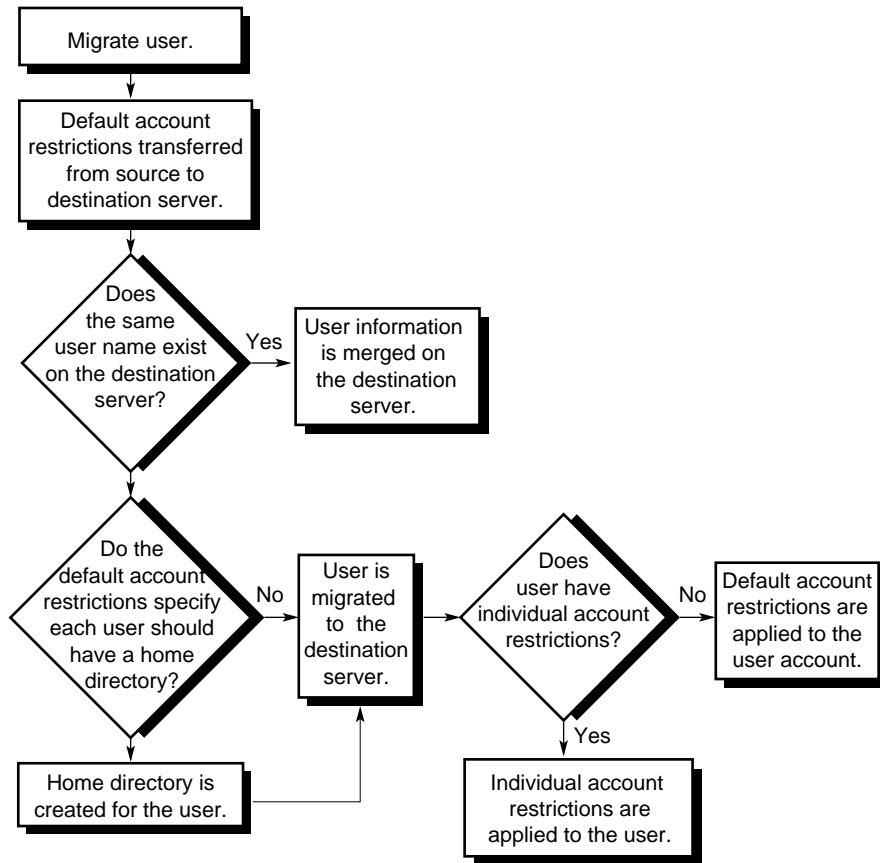 Migrate user.
Default account
restrictions transferred
from source to
destination server.
Does
the same
user name exist
on the destination
server?
Yes
User information
is merged on
the destination
server.
Do the
default account
restrictions specify
each user should
have a home
directory?
No
User is
migrated
to the
destination
server.
Does
user have
individual account
restrictions?
No
Default account
restrictions are
applied to the
user account.
Yes
Home directory is
created for the user.
Individual account
restrictions are
applied to the user.